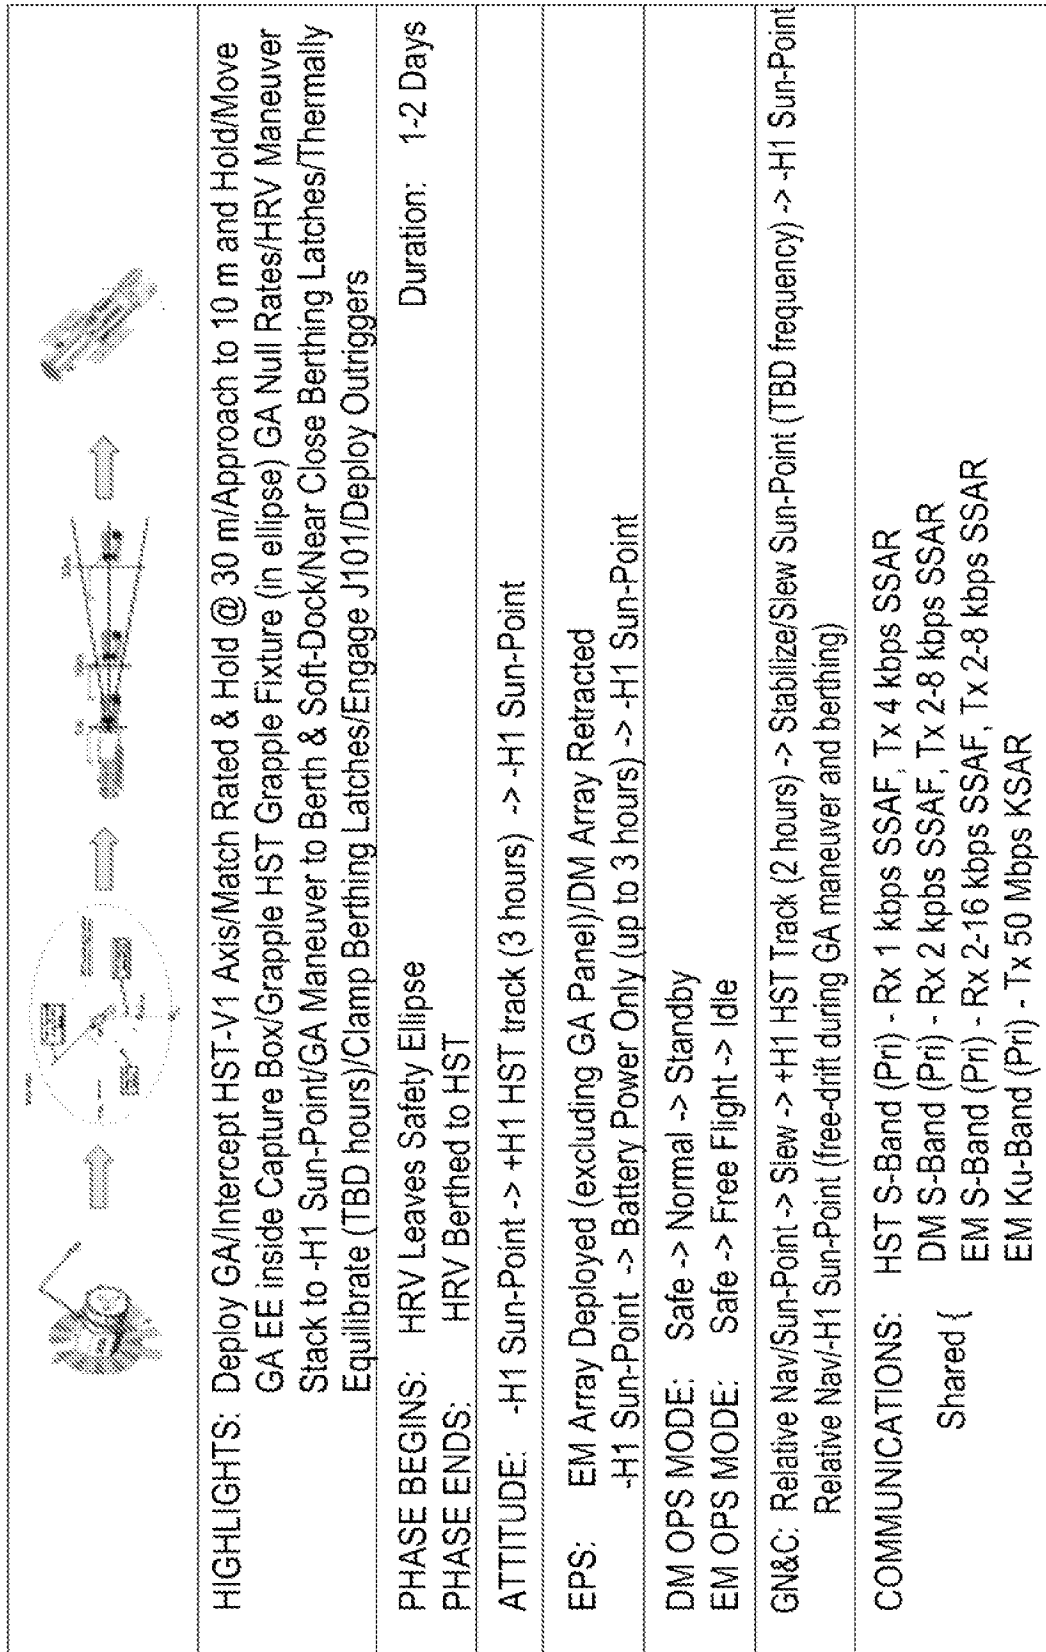 HIGHLIGHTS: Deploy GA/Intercept HST-V1 Axis/Match Rated & Hold @ 30 m/Approach to 10 m and Hold/Move
GA EE inside Capture Box/Grapple HST Grapple Fixture (in ellipse) GA Null Rates/HRV Maneuver
Stack to -H1 Sun-Point/GA Maneuver to Berth & Soft-Dock/Near Close Berthing Latches/Thermally
Equilibrate (TBD hours)/Clamp Berthing Latches/Engage J101/Deploy Outriggers
PHASE BEGINS: HRV Leaves Safety Ellipse Duration: 1-2 Days
PHASE ENDS: HRV Berthed to HST
ATTITUDE: -H1 Sun-Point -> +H1 HST track (3 hours) -> -H1 Sun-Point
EPS: EM Array Deployed (excluding GA Panel)/DM Array Retracted
-H1 Sun-Point -> Battery Power Only (up to 3 hours) -> -H1 Sun-Point
DM OPS MODE: Safe -> Normal -> Standby
EM OPS MODE: Safe -> Free Flight -> Idle
GN&C: Relative Nav/Sun-Point -> Slew -> +H1 HST Track (2 hours) -> Stabilize/Slew Sun-Point (TBD frequency) -> -H1 Sun-Point
Relative Nav/-H1 Sun-Point (free-drift during GA maneuver and berthing)
COMMUNICATIONS: HST S-Band (Pri) - Rx 1 kbps SSAF, Tx 4 kbps SSAR
Shared { DM S-Band (Pri) - Rx 2 kpbs SSAF, Tx 2-8 kbps SSAR
EM S-Band (Pri) - Rx 2-16 kbps SSAF, Tx 2-8 kbps SSAR
EM Ku-Band (Pri) - Tx 50 Mbps KSAR